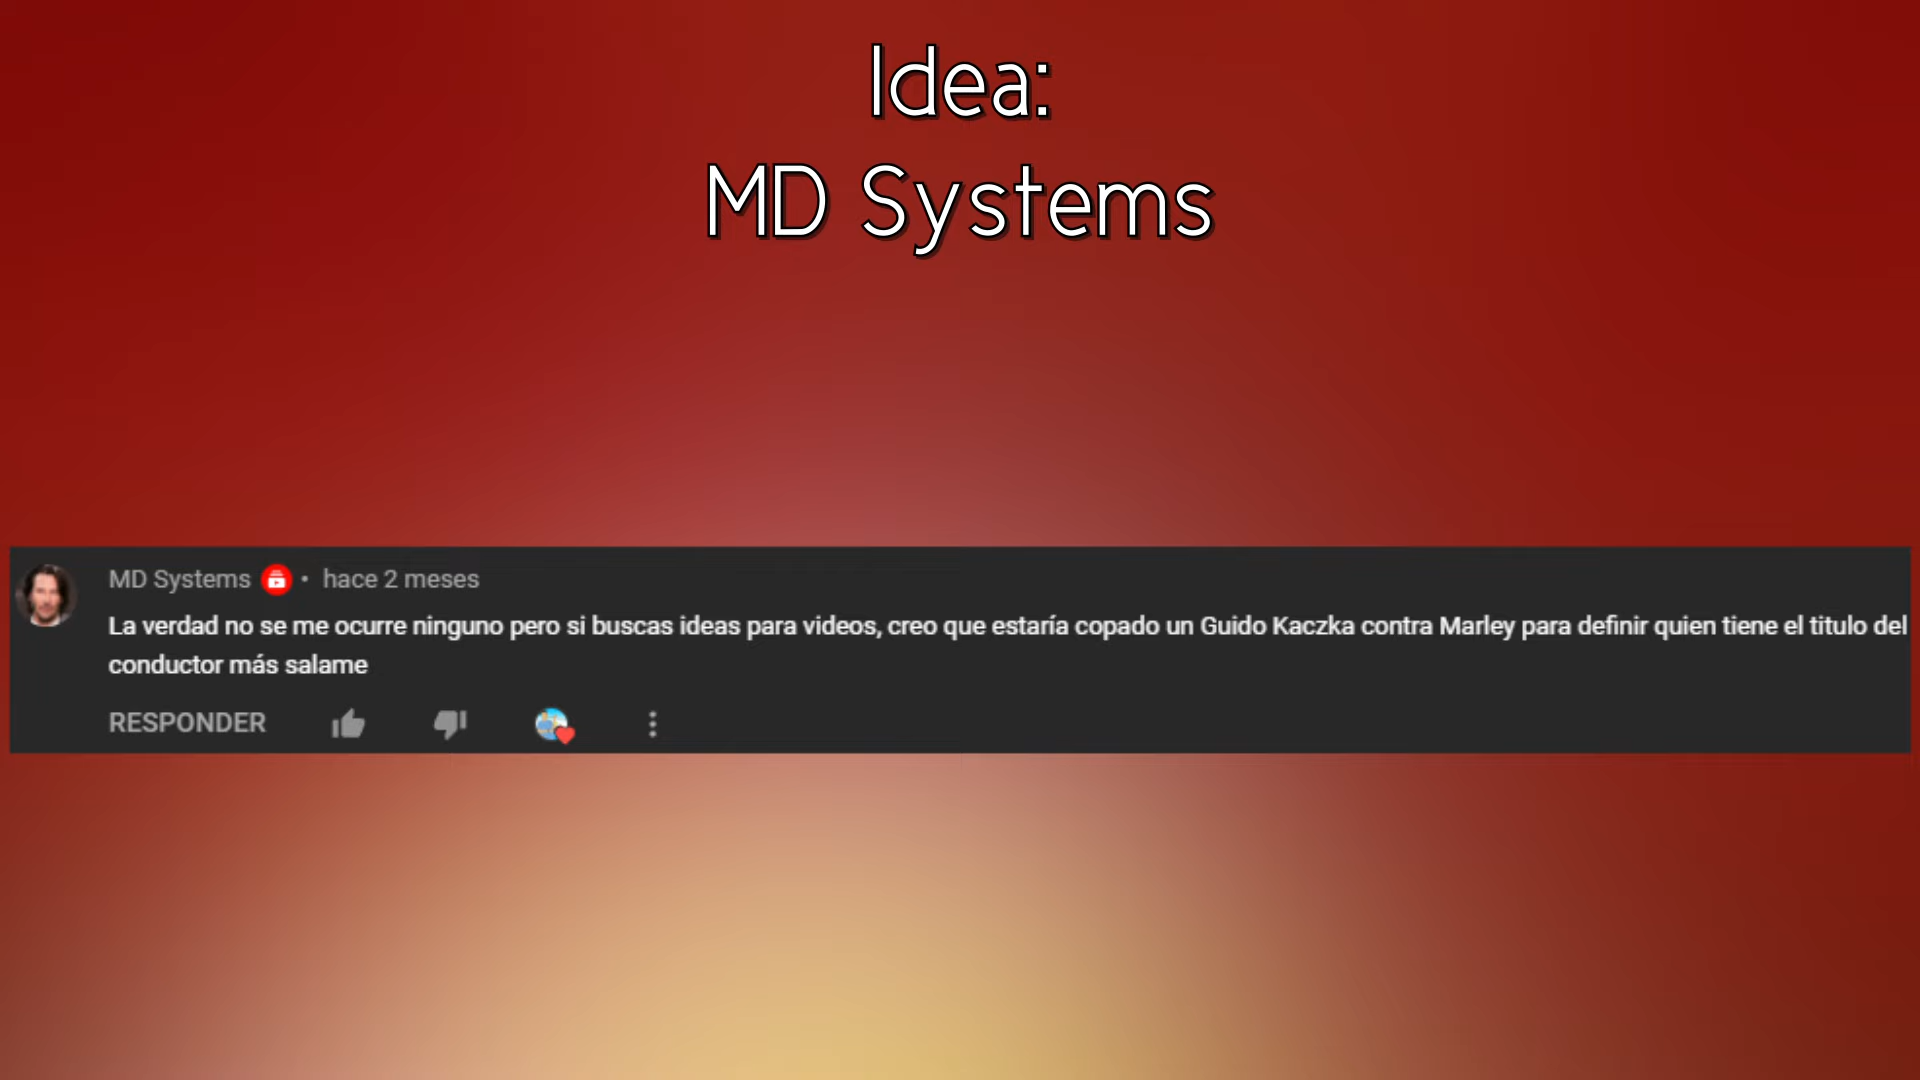 Idea:
MD Systems
MD Systems • hace 2 meses
La verdad no se me ocurre ninguno pero si buscas ideas para videos, creo que estaría copado un Guido Kaczka contra Marley para definir quien tiene el titulo del
conductor más salame
RESPONDER